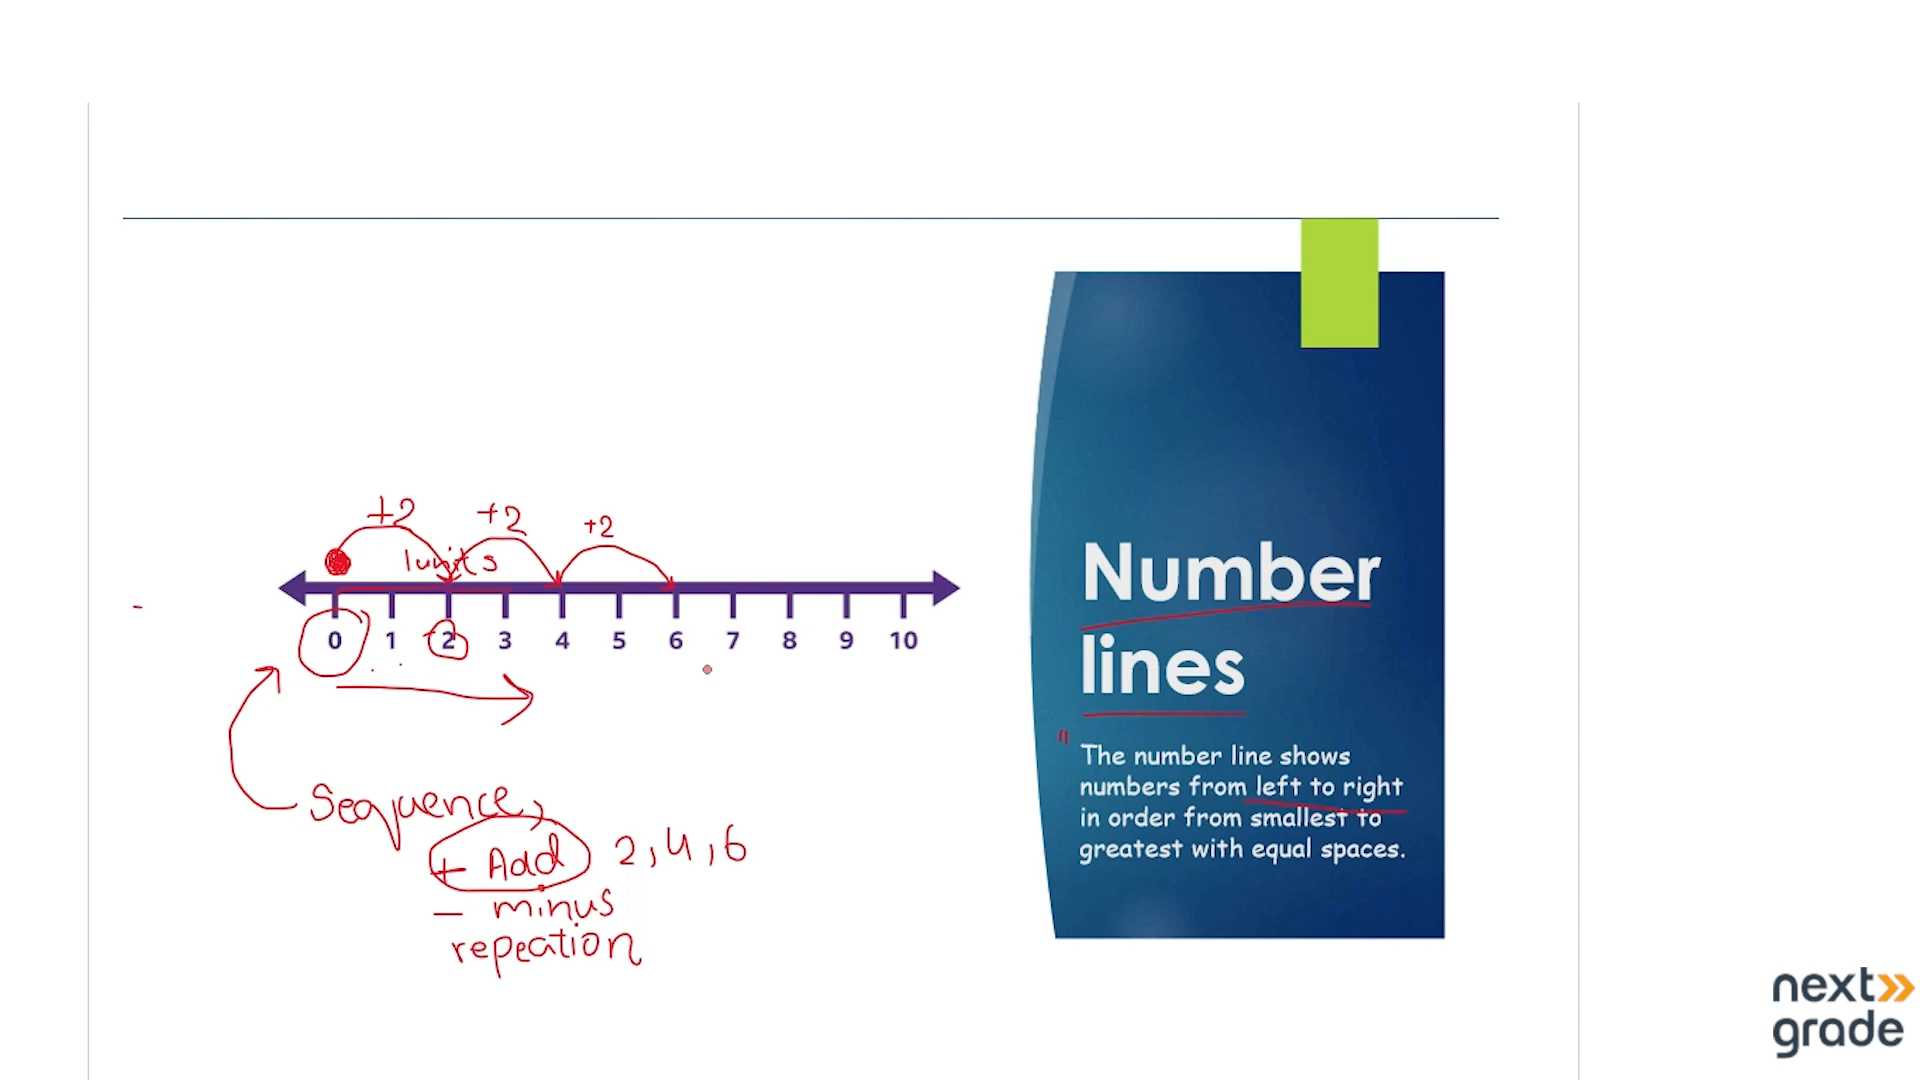 +2 +2 +2
1units
0 1 2 3 4 5 6 7 8 9 10
Sequence,
+ Add 2, 4, 6
- minus
repeation
Number
lines
The number line shows
numbers from left to right
in order from smallest to
greatest with equal spaces.
next
grade